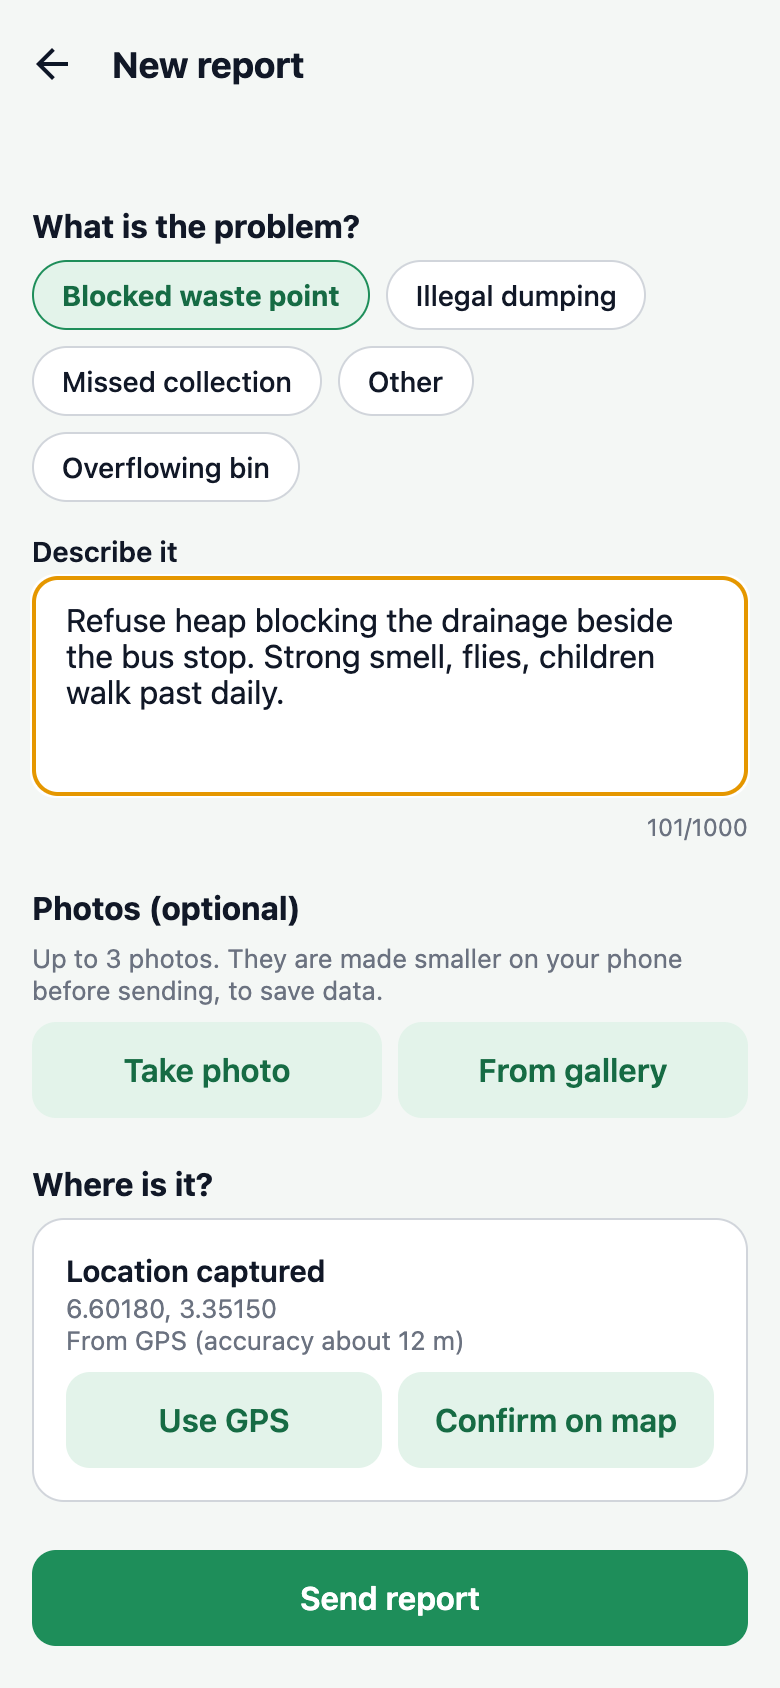 New report
What is the problem?
Blocked waste point
Illegal dumping
Missed collection
Other
Overflowing bin
Describe it
Refuse heap blocking the drainage beside
the bus stop. Strong smell, flies, children
walk past daily.
101/1000
Photos (optional)
Up to 3 photos. They are made smaller on your phone
before sending, to save data.
Take photo
From gallery
Where is it?
Location captured
6.60180, 3.35150
From GPS (accuracy about 12 m)
Use GPS
Confirm on map
Send report